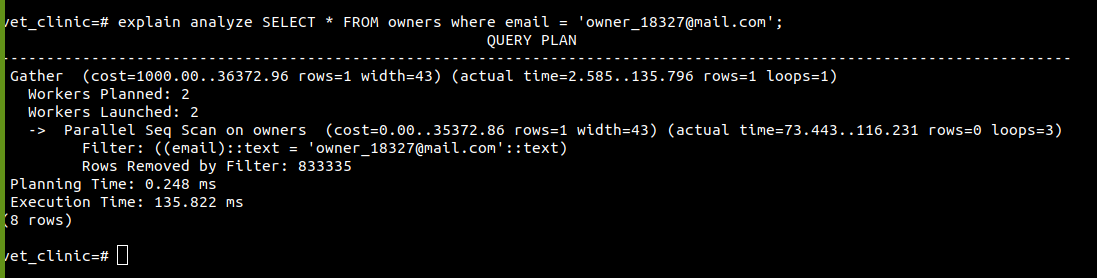 vet_clinic=# explain analyze SELECT * FROM owners where email = 'owner_18327@mail.com';
QUERY PLAN
-----------------------------------------------------------------------------------------------------------------------
Gather  (cost=1000.00..36372.96 rows=1 width=43) (actual time=2.585..135.796 rows=1 loops=1)
Workers Planned: 2
Workers Launched: 2
->  Parallel Seq Scan on owners  (cost=0.00..35372.86 rows=1 width=43) (actual time=73.443..116.231 rows=0 loops=3)
Filter: ((email)::text = 'owner_18327@mail.com'::text)
Rows Removed by Filter: 833335
Planning Time: 0.248 ms
Execution Time: 135.822 ms
(8 rows)
vet_clinic=#